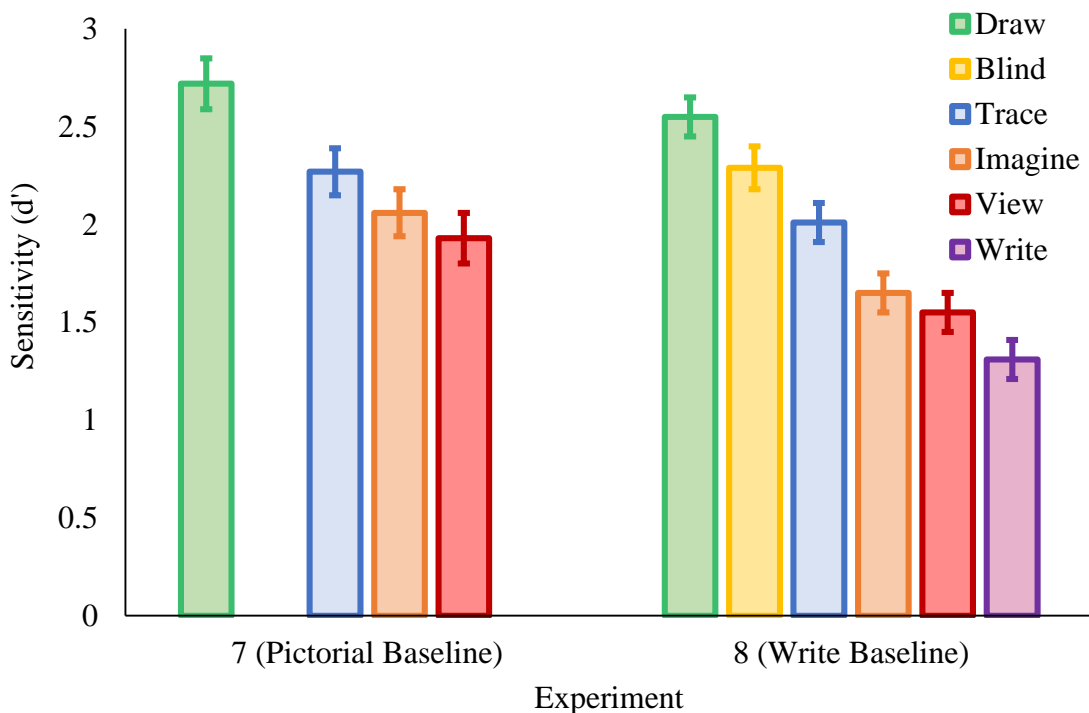 3
2.5
2
1.5
1
0.5
0
Sensitivity (d')
Draw
Blind
Trace
Imagine
View
Write
7 (Pictorial Baseline)
8 (Write Baseline)
Experiment